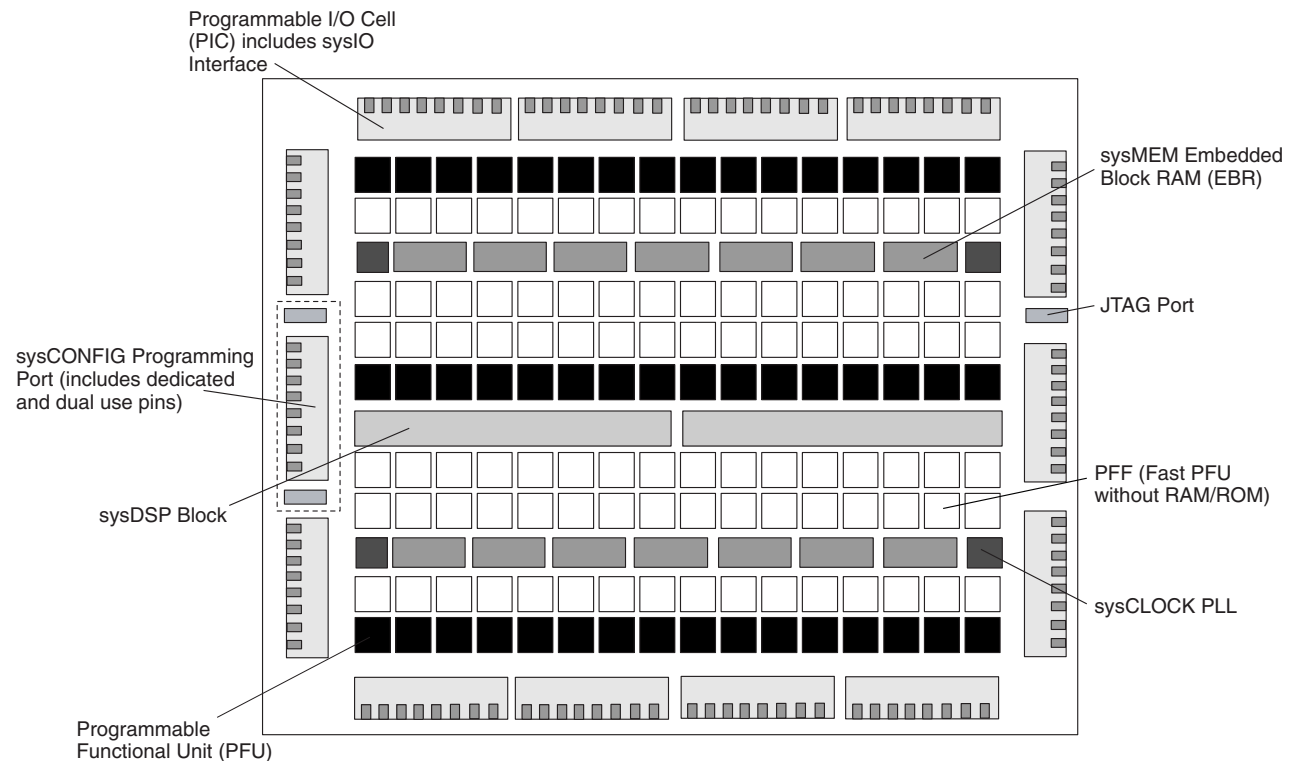 Programmable I/O Cell
(PIC) includes sysIO
Interface
sysMEM Embedded
Block RAM (EBR)
JTAG Port
sysCONFIG Programming
Port (includes dedicated
and dual use pins)
PFF (Fast PFU
without RAM/ROM)
sysDSP Block
sysCLOCK PLL
Programmable
Functional Unit (PFU)